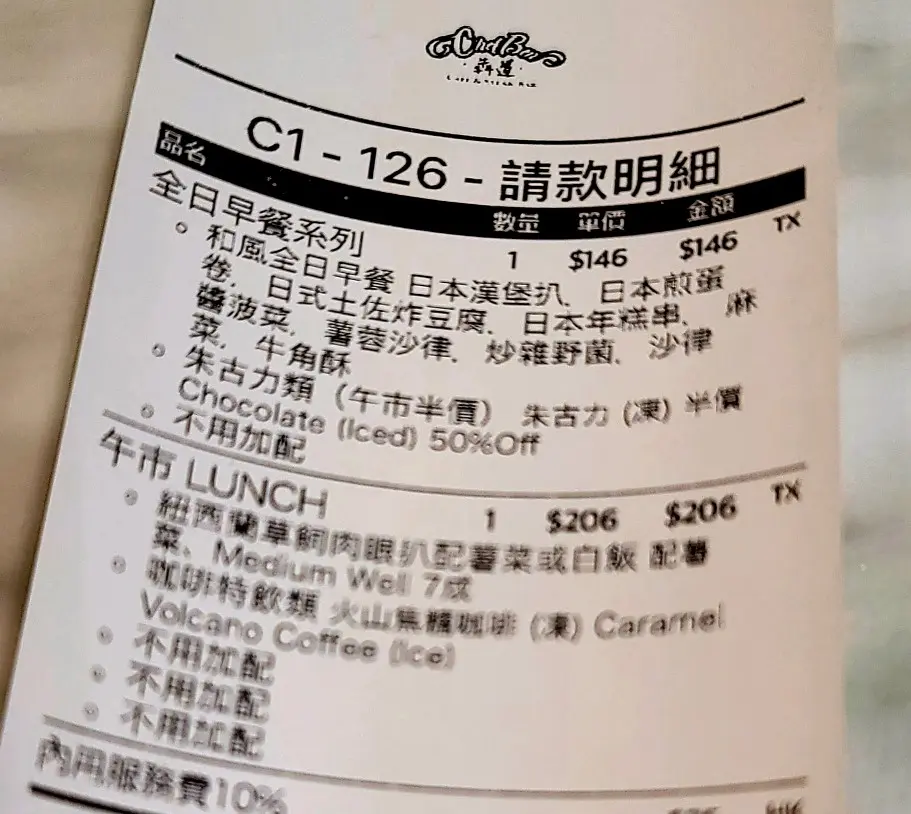 犇道
C1 - 126 - 請款明細
品名 數量 單價 金額
全日早餐系列 1 $146 $146 TX
和風全日早餐 日本漢堡扒、日本煎蛋
卷、日式土佐炸豆腐、日本年糕串、麻
醬菠菜、薯蓉沙律、炒雜野菌、沙律
菜、牛角酥
朱古力類（午市半價） 朱古力 (凍) 半價
Chocolate (Iced) 50%Off
不用加配
午市 LUNCH 1 $206 $206 TX
紐西蘭草飼肉眼扒配薯菜或白飯 配薯
菜、Medium Well 7成
咖啡特飲類 火山焦糖咖啡 (凍) Caramel
Volcano Coffee (Ice)
不用加配
不用加配
不用加配
內用服務費10%